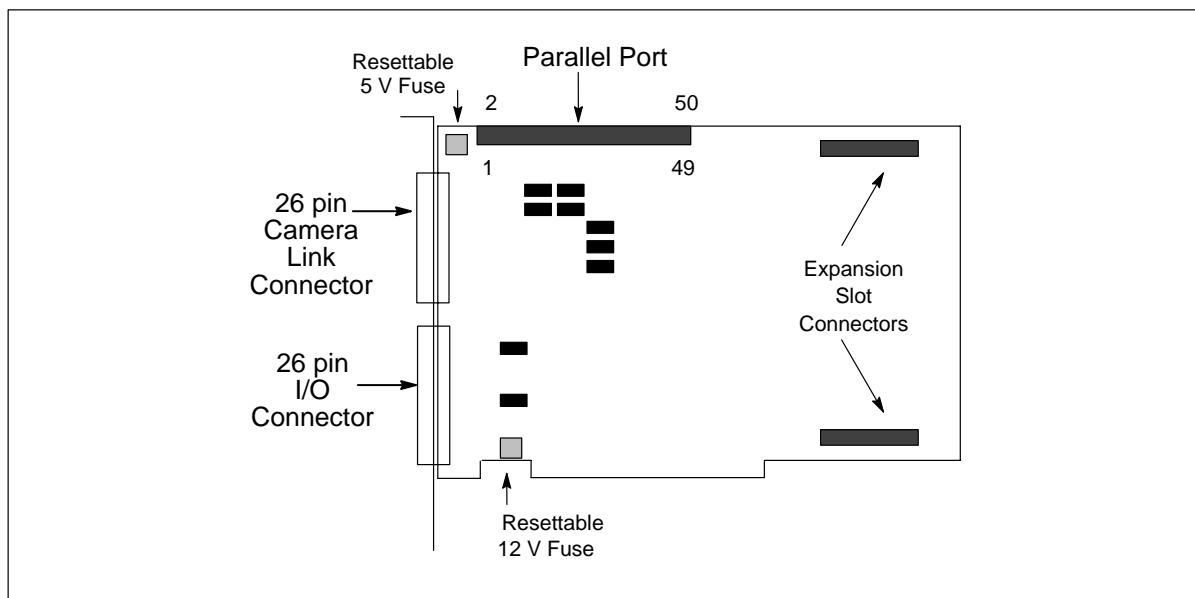 Resettable
5 V Fuse
Parallel Port
2
50
1
49
26 pin
Camera
Link
Connector
Expansion
Slot
Connectors
26 pin
I/O
Connector
Resettable
12 V Fuse